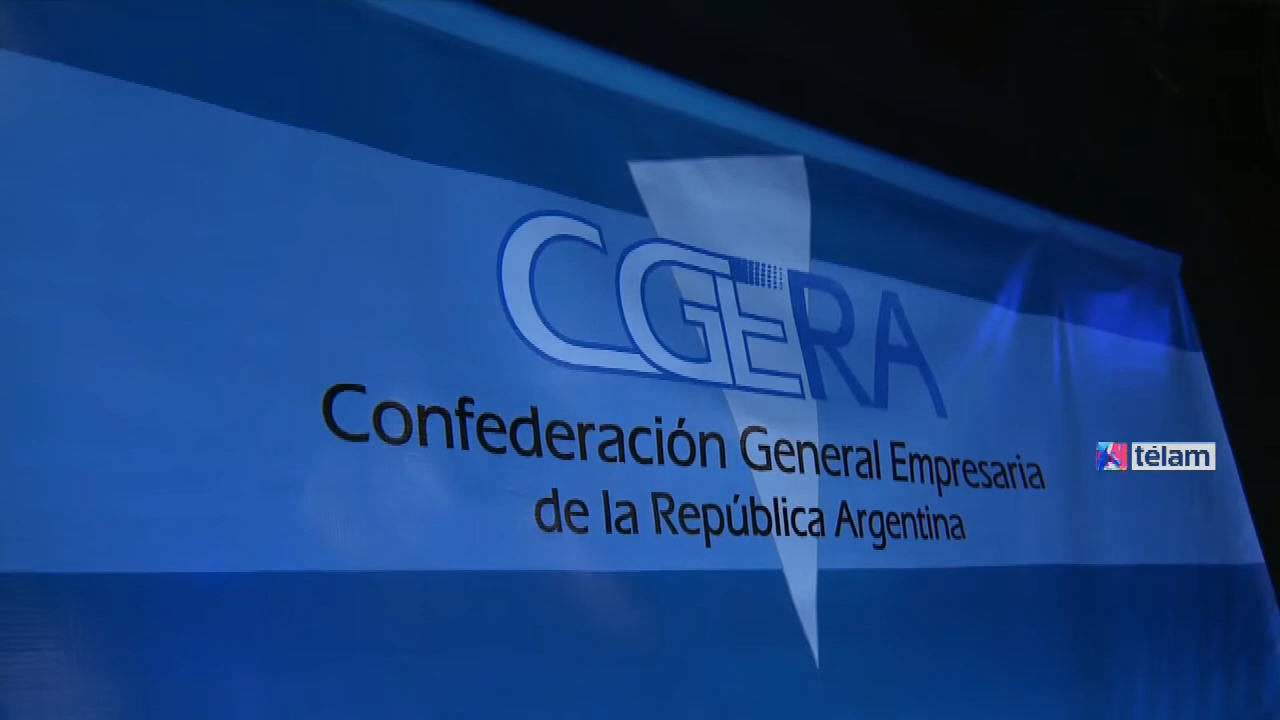 CGERA
Confederación General Empresaria
de la República Argentina
télam